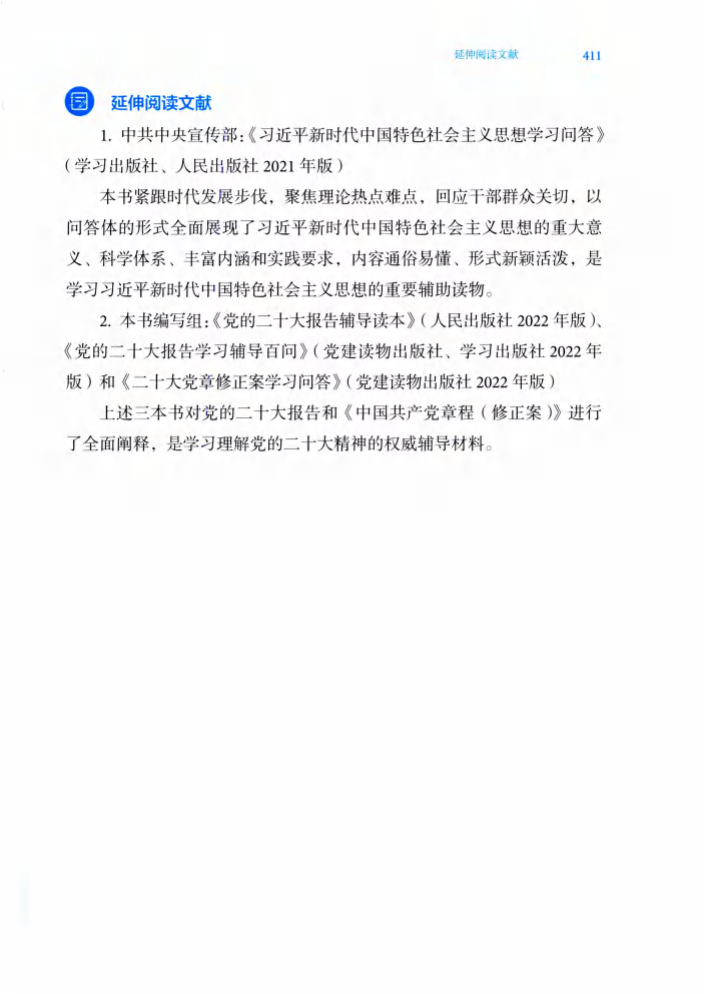 延伸阅读文献 411
延伸阅读文献
1. 中共中央宣传部：《习近平新时代中国特色社会主义思想学习问答》
（学习出版社、人民出版社 2021 年版）
本书紧跟时代发展步伐，聚焦理论热点难点，回应干部群众关切，以
问答体的形式全面展现了习近平新时代中国特色社会主义思想的重大意
义、科学体系、丰富内涵和实践要求，内容通俗易懂、形式新颖活泼，是
学习习近平新时代中国特色社会主义思想的重要辅助读物。
2. 本书编写组：《党的二十大报告辅导读本》（人民出版社 2022 年版）、
《党的二十大报告学习辅导百问》（党建读物出版社、学习出版社 2022 年
版）和《二十大党章修正案学习问答》（党建读物出版社 2022 年版）
上述三本书对党的二十大报告和《中国共产党章程（修正案）》进行
了全面阐释，是学习理解党的二十大精神的权威辅导材料。